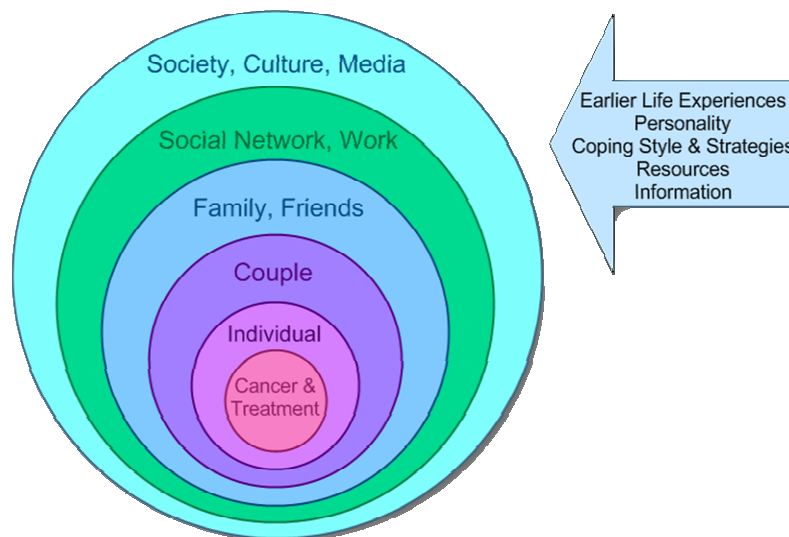 Society, Culture, Media
Social Network, Work
Family, Friends
Couple
Individual
Cancer &
Treatment
Earlier Life Experiences
Personality
Coping Style & Strategies
Resources
Information